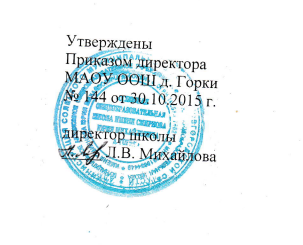 Утверждены
Приказом директора
МАОУ ООШ д. Горки
№ 144 от 30.10.2015 г.
директор школы
Л.В. Михайлова